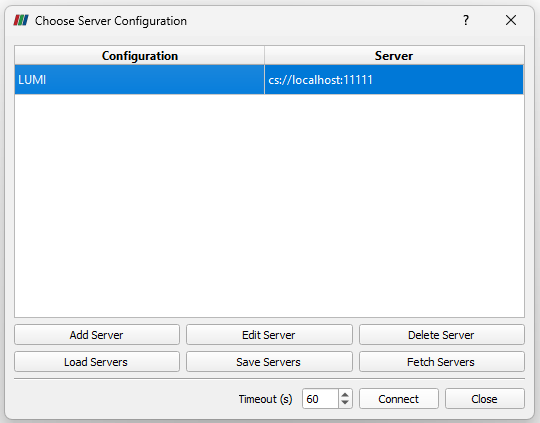 Choose Server Configuration
?
Configuration Server
LUMI cs://localhost:11111
Add Server Edit Server Delete Server
Load Servers Save Servers Fetch Servers
Timeout (s) 60 Connect Close